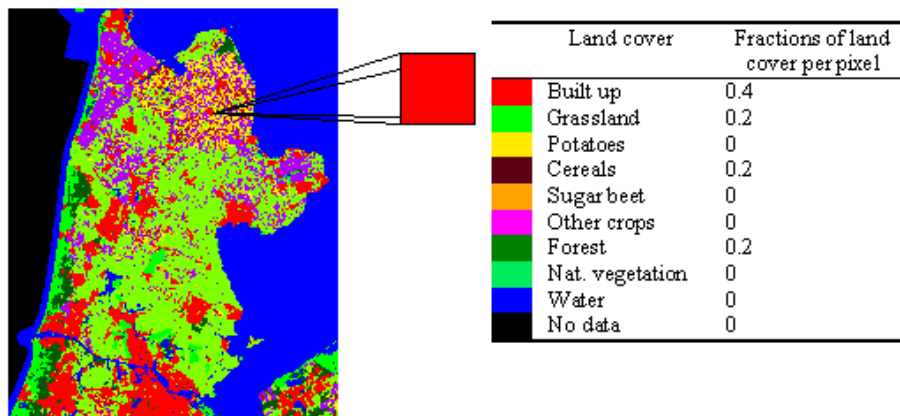 Land cover Fractions of land
cover per pixel
Built up 0.4
Grassland 0.2
Potatoes 0
Cereals 0.2
Sugar beet 0
Other crops 0
Forest 0.2
Nat. vegetation 0
Water 0
No data 0